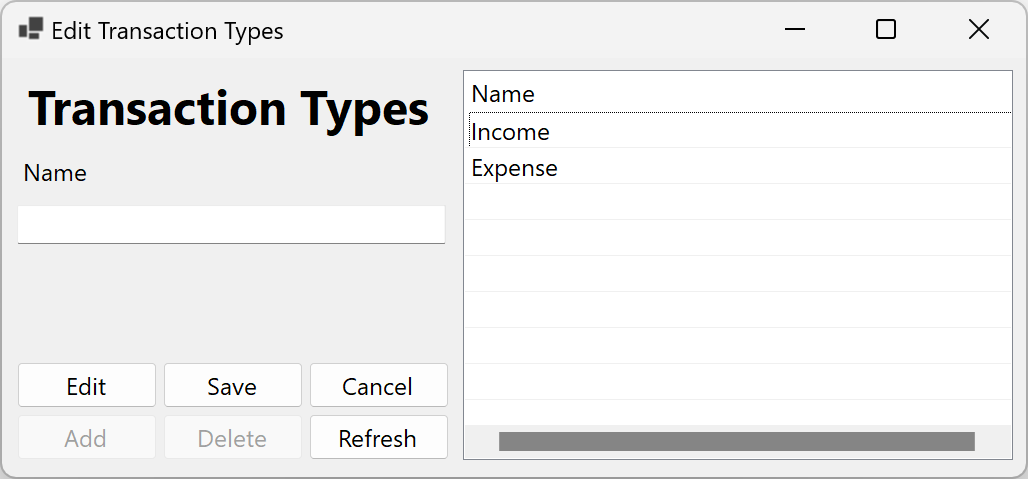 Edit Transaction Types
Transaction Types
Name
Edit Save Cancel
Add Delete Refresh
Name
Income
Expense